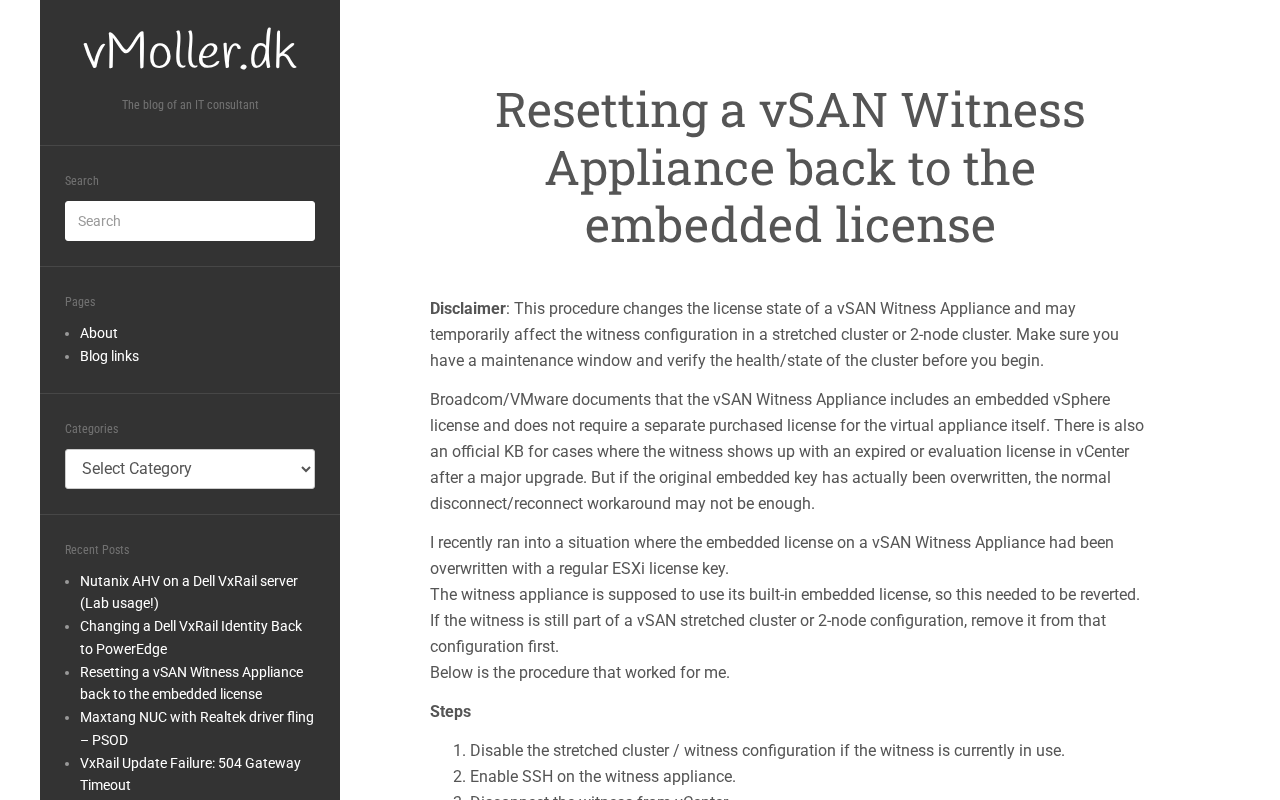 vMoller.dk
The blog of an IT consultant
Search
Search
Pages
About
Blog links
Categories
Select Category
Recent Posts
Nutanix AHV on a Dell VxRail server
(Lab usage!)
Changing a Dell VxRail Identity Back
to PowerEdge
Resetting a vSAN Witness Appliance
back to the embedded license
Maxtang NUC with Realtek driver fling
– PSOD
VxRail Update Failure: 504 Gateway
Timeout
Resetting a vSAN Witness
Appliance back to the
embedded license
Disclaimer: This procedure changes the license state of a vSAN Witness Appliance and may
temporarily affect the witness configuration in a stretched cluster or 2-node cluster. Make sure you
have a maintenance window and verify the health/state of the cluster before you begin.
Broadcom/VMware documents that the vSAN Witness Appliance includes an embedded vSphere
license and does not require a separate purchased license for the virtual appliance itself. There is also
an official KB for cases where the witness shows up with an expired or evaluation license in vCenter
after a major upgrade. But if the original embedded key has actually been overwritten, the normal
disconnect/reconnect workaround may not be enough.
I recently ran into a situation where the embedded license on a vSAN Witness Appliance had been
overwritten with a regular ESXi license key.
The witness appliance is supposed to use its built-in embedded license, so this needed to be reverted.
If the witness is still part of a vSAN stretched cluster or 2-node configuration, remove it from that
configuration first.
Below is the procedure that worked for me.
Steps
1. Disable the stretched cluster / witness configuration if the witness is currently in use.
2. Enable SSH on the witness appliance.
3. Disconnect the witness from vCenter.